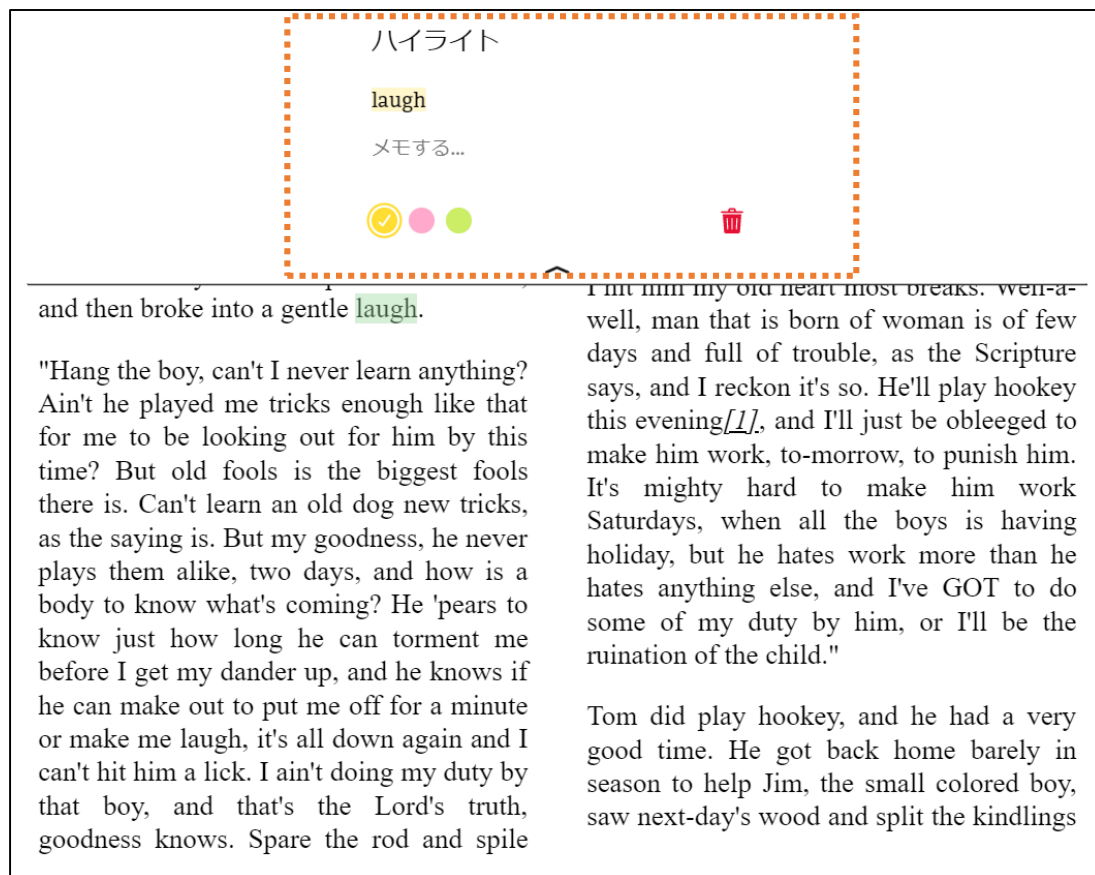 ハイライト
laugh
メモする...
and then broke into a gentle laugh.
"Hang the boy, can't I never learn anything?
Ain't he played me tricks enough like that
for me to be looking out for him by this
time? But old fools is the biggest fools
there is. Can't learn an old dog new tricks,
as the saying is. But my goodness, he never
plays them alike, two days, and how is a
body to know what's coming? He 'pears to
know just how long he can torment me
before I get my dander up, and he knows if
he can make out to put me off for a minute
or make me laugh, it's all down again and I
can't hit him a lick. I ain't doing my duty by
that boy, and that's the Lord's truth,
goodness knows. Spare the rod and spile
I hit him my old heart most breaks. Well-a-
well, man that is born of woman is of few
days and full of trouble, as the Scripture
says, and I reckon it's so. He'll play hookey
this evening[1], and I'll just be obleeged to
make him work, to-morrow, to punish him.
It's mighty hard to make him work
Saturdays, when all the boys is having
holiday, but he hates work more than he
hates anything else, and I've GOT to do
some of my duty by him, or I'll be the
ruination of the child."
Tom did play hookey, and he had a very
good time. He got back home barely in
season to help Jim, the small colored boy,
saw next-day's wood and split the kindlings